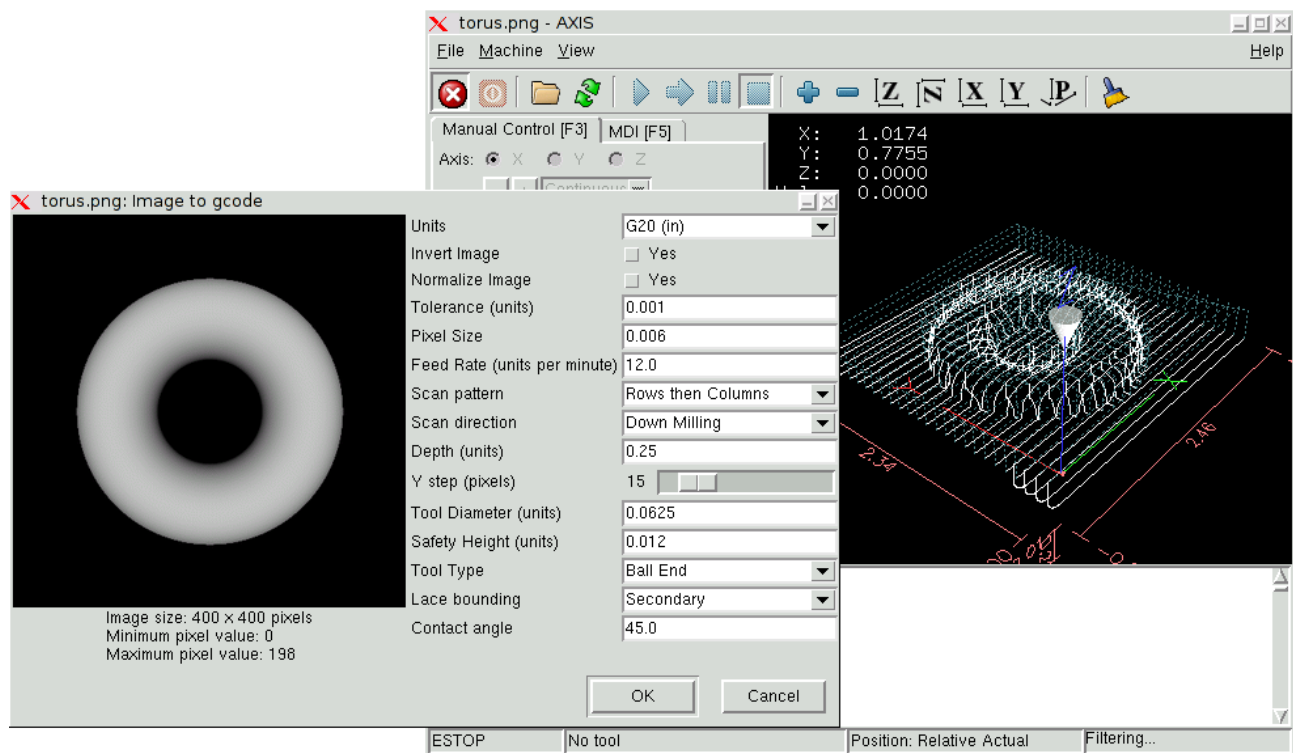 torus.png - AXIS
File Machine View Help
Z N X Y P
Manual Control [F3] MDI [F5]
Axis: X Y Z
Continuous
X: 1.0174
Y: 0.7755
Z: 0.0000
0.0000
2.34
2.46
torus.png: Image to gcode
Units G20 (in)
Invert Image Yes
Normalize Image Yes
Tolerance (units) 0.001
Pixel Size 0.006
Feed Rate (units per minute) 12.0
Scan pattern Rows then Columns
Scan direction Down Milling
Depth (units) 0.25
Y step (pixels) 15
Tool Diameter (units) 0.0625
Safety Height (units) 0.012
Tool Type Ball End
Lace bounding Secondary
Contact angle 45.0
Image size: 400 x 400 pixels
Minimum pixel value: 0
Maximum pixel value: 198
OK Cancel
ESTOP No tool Position: Relative Actual Filtering...